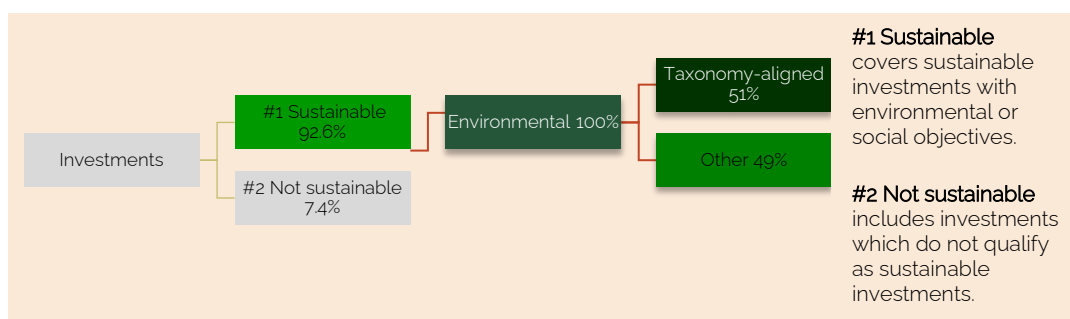 Investments
#1 Sustainable
92.6%
#2 Not sustainable
7.4%
Environmental 100%
Taxonomy-aligned
51%
Other 49%
#1 Sustainable
covers sustainable
investments with
environmental or
social objectives.
#2 Not sustainable
includes investments
which do not qualify
as sustainable
investments.